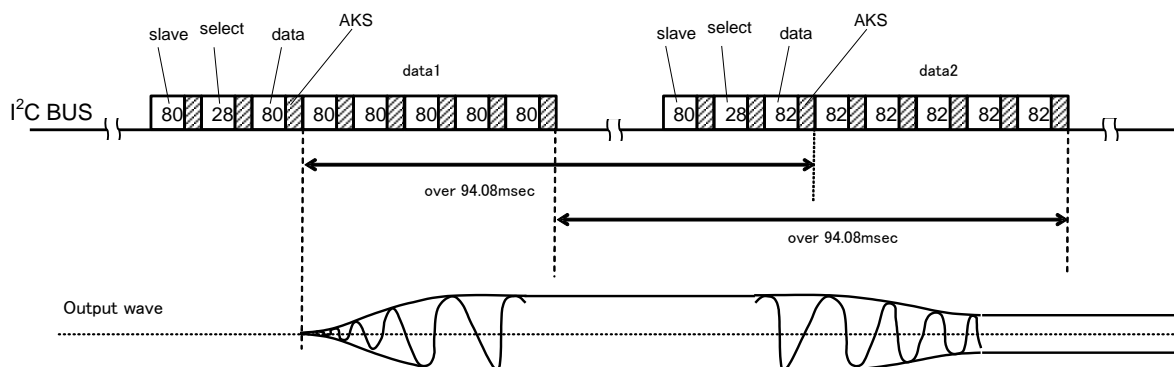 slave select data AKS slave select data AKS
data1 data2
I²C BUS 80 28 80 80 80 80 80 80 80 28 82 82 82 82 82 82
over 94.08msec
over 94.08msec
Output wave